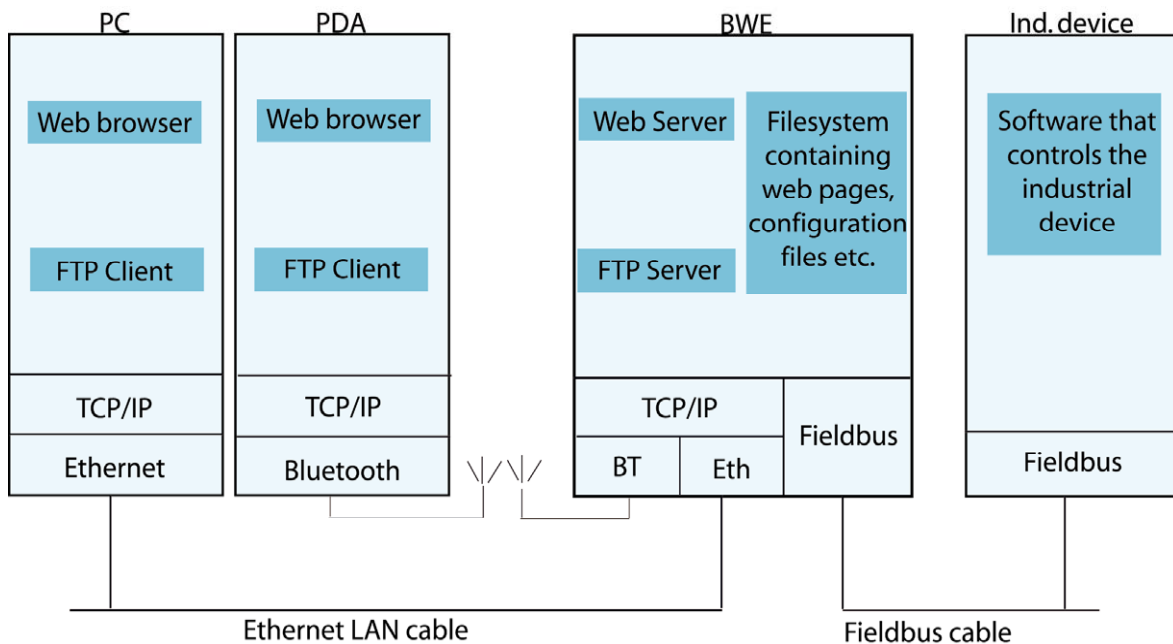 PC
PDA
BWE
Ind. device
Web browser
FTP Client
TCP/IP
Ethernet
Web browser
FTP Client
TCP/IP
Bluetooth
Web Server
FTP Server
Filesystem
containing
web pages,
configuration
files etc.
TCP/IP
BT
Eth
Fieldbus
Software that
controls the
industrial
device
Fieldbus
Ethernet LAN cable
Fieldbus cable